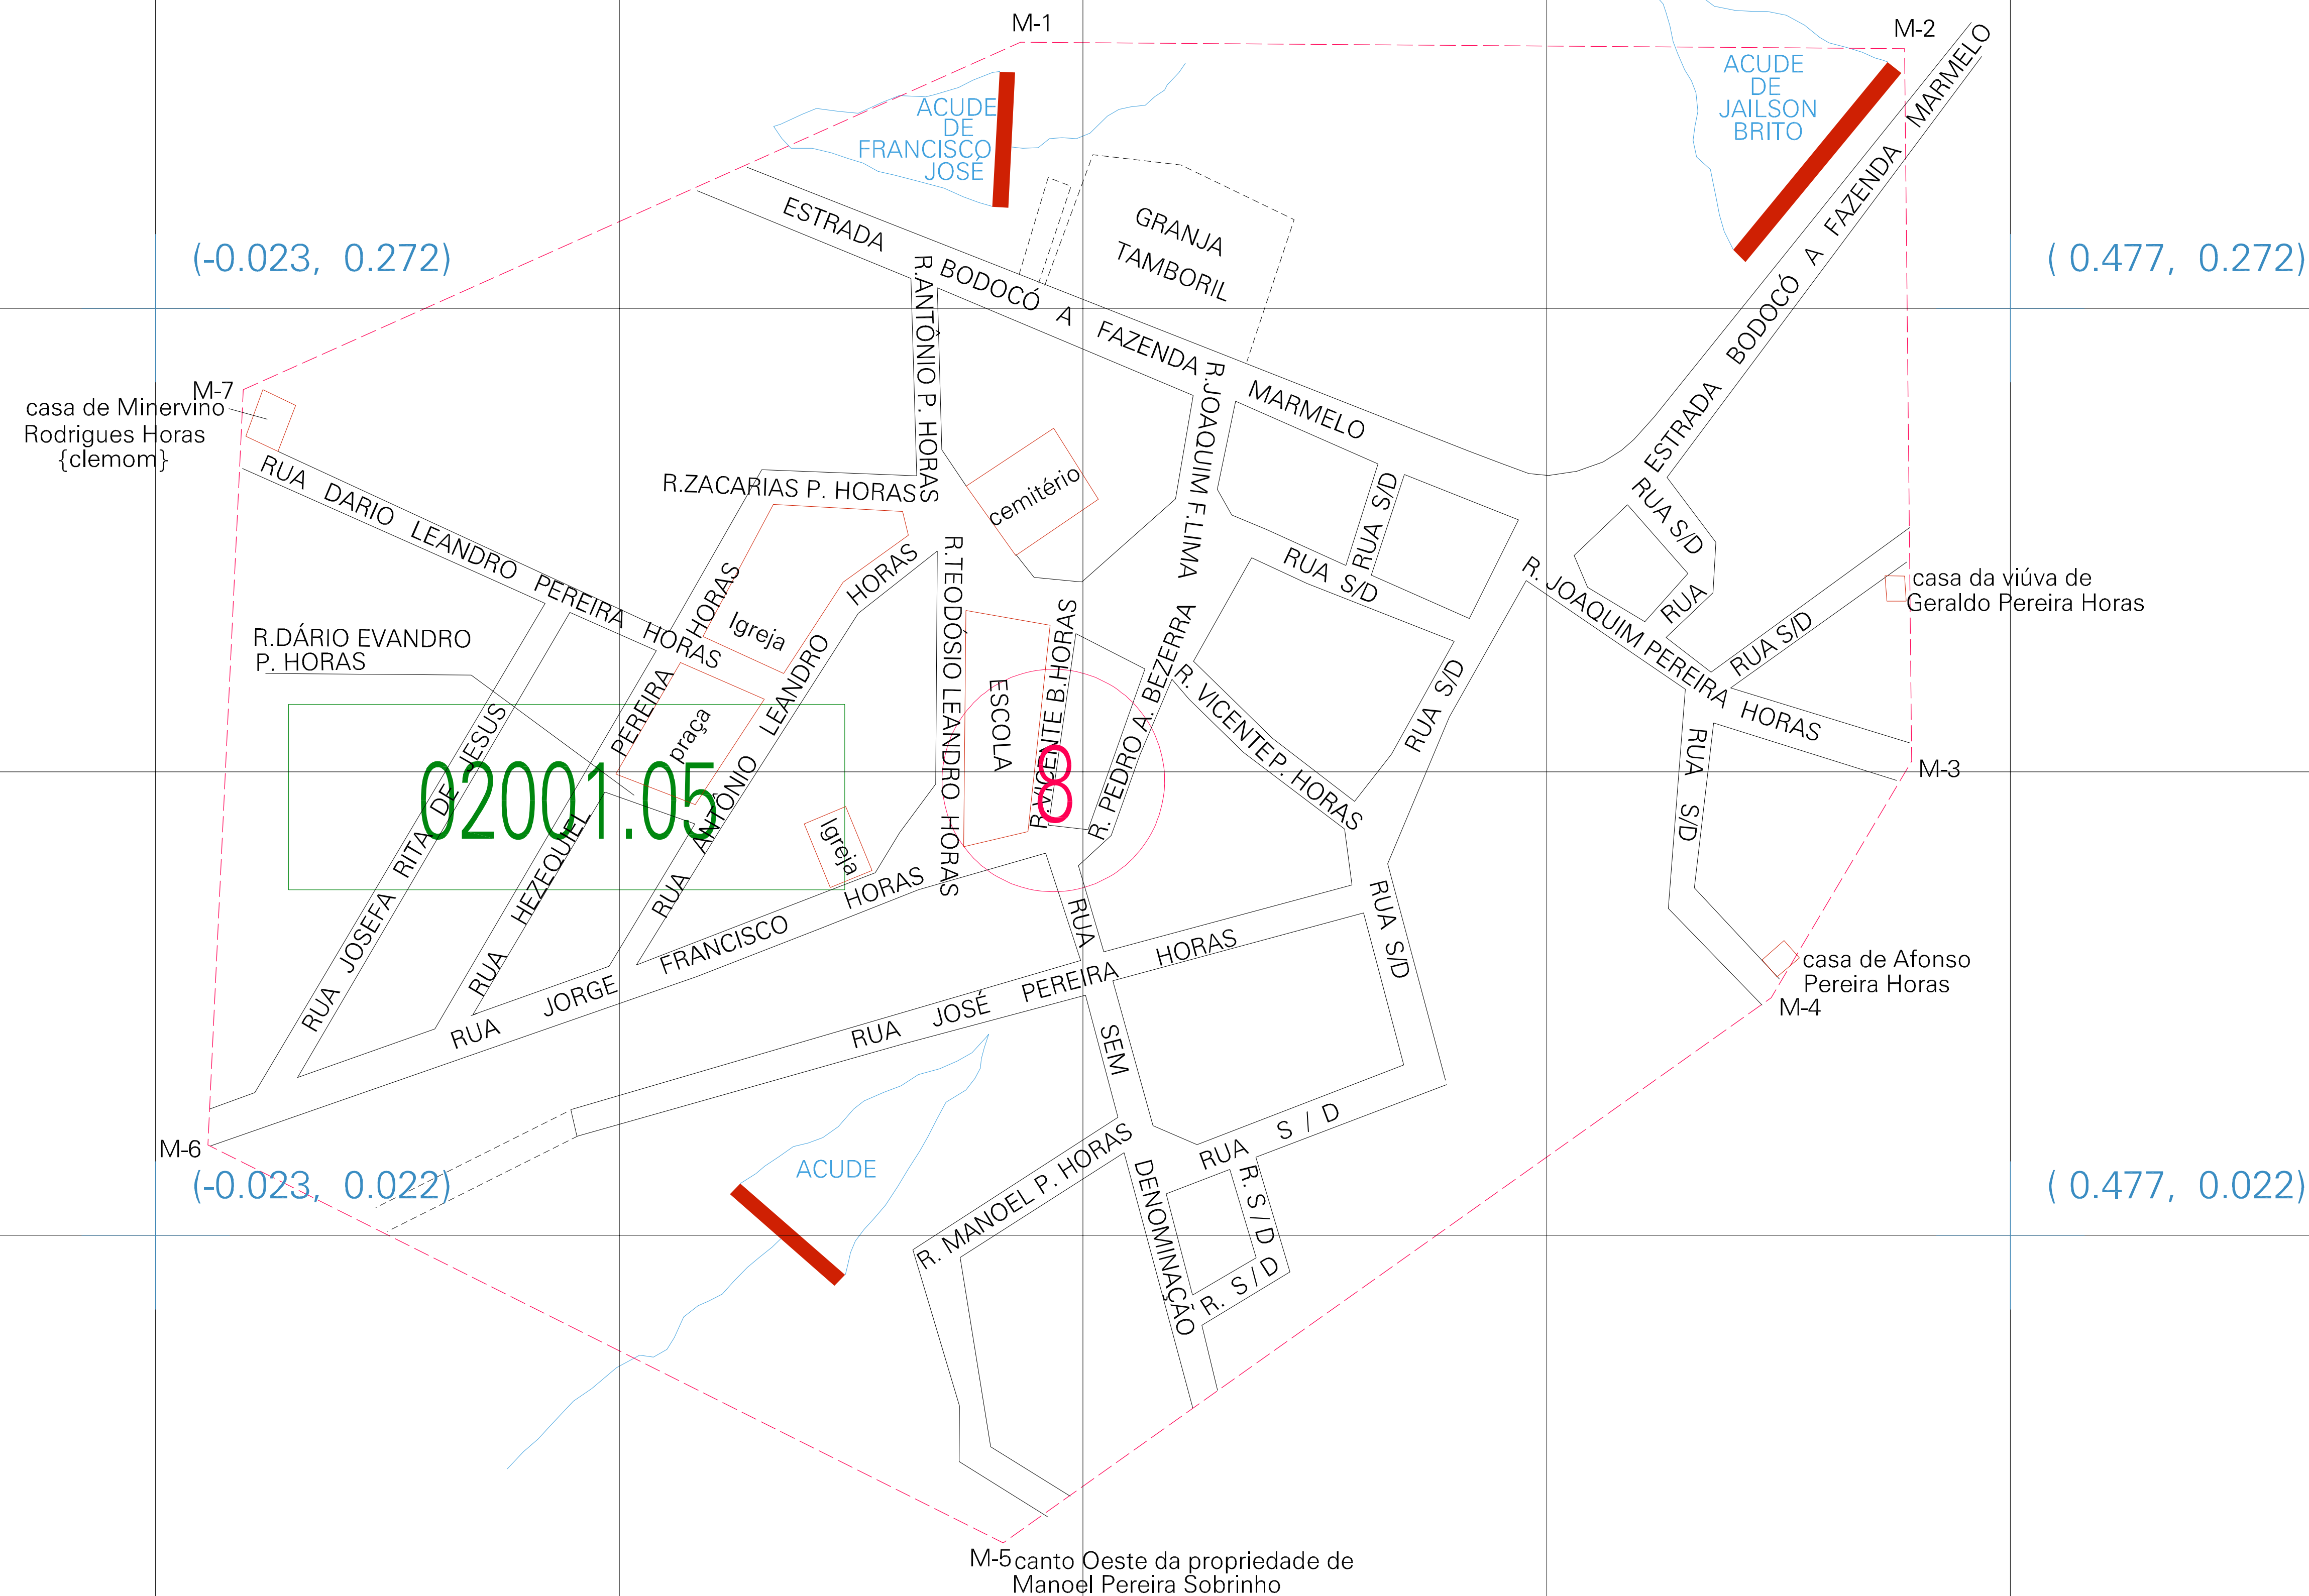 M-1
M-2
ACUDE
DE
FRANCISCO
JOSÉ
ACUDE
DE
JAILSON
BRITO
ESTRADA BODOCÓ A FAZENDA MARMELO
GRANJA
TAMBORIL
ESTRADA BODOCÓ A FAZENDA MARMELO
(-0.023, 0.272)
( 0.477, 0.272)
R.ANTÔNIO P. HORAS
R.JOAQUIM F.LIMA
M-7
casa de Minervino
Rodrigues Horas
{clemom}
RUA DARIO LEANDRO PEREIRA HORAS
R.ZACARIAS P. HORAS
cemitério
RUA S/D
RUA S/D
RUA S/D
RUA
R. JOAQUIM PEREIRA HORAS
RUA S/D
casa da viúva de
Geraldo Pereira Horas
R.DÁRIO EVANDRO
P. HORAS
Igreja
praça
RUA HEZEQUIEL PEREIRA HORAS
RUA ANTÔNIO LEANDRO HORAS
R.TEODÓSIO LEANDRO HORAS
ESCOLA
R.VICENTE B.HORAS
R. PEDRO A. BEZERRA
R. VICENTEP. HORAS
RUA S/D
RUA S/D
M-3
02001.05
8
8
RUA JOSEFA RITA DE JESUS
Igreja
RUA JORGE FRANCISCO HORAS
RUA S/D
casa de Afonso
Pereira Horas
M-4
RUA JOSÉ PEREIRA HORAS
RUA SEM DENOMINAÇÃO
M-6
(-0.023, 0.022)
( 0.477, 0.022)
ACUDE
RUA S / D
R. MANOEL P. HORAS
R. S / D
R. S / D
M-5
canto Oeste da propriedade de
Manoel Pereira Sobrinho